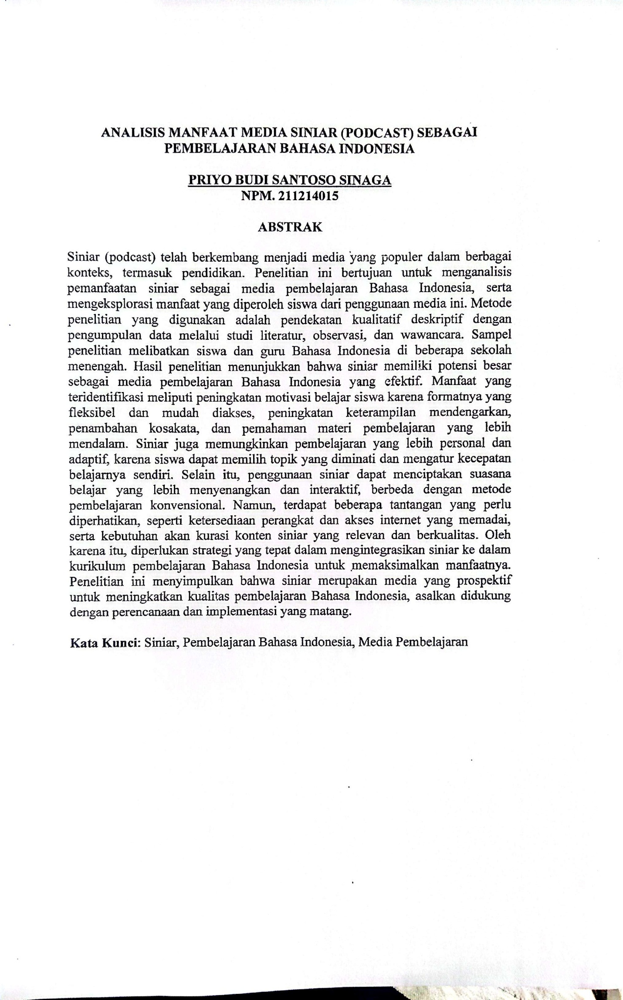 ANALISIS MANFAAT MEDIA SINIAR (PODCAST) SEBAGAI
PEMBELAJARAN BAHASA INDONESIA
PRIYO BUDI SANTOSO SINAGA
NPM. 211214015
ABSTRAK
Siniar (podcast) telah berkembang menjadi media yang populer dalam berbagai
konteks, termasuk pendidikan. Penelitian ini bertujuan untuk menganalisis
pemanfaatan siniar sebagai media pembelajaran Bahasa Indonesia, serta
mengeksplorasi manfaat yang diperoleh siswa dari penggunaan media ini. Metode
penelitian yang digunakan adalah pendekatan kualitatif deskriptif dengan
pengumpulan data melalui studi literatur, observasi, dan wawancara. Sampel
penelitian melibatkan siswa dan guru Bahasa Indonesia di beberapa sekolah
menengah. Hasil penelitian menunjukkan bahwa siniar memiliki potensi besar
sebagai media pembelajaran Bahasa Indonesia yang efektif. Manfaat yang
teridentifikasi meliputi peningkatan motivasi belajar siswa karena formatnya yang
fleksibel dan mudah diakses, peningkatan keterampilan mendengarkan,
penambahan kosakata, dan pemahaman materi pembelajaran yang lebih
mendalam. Siniar juga memungkinkan pembelajaran yang lebih personal dan
adaptif, karena siswa dapat memilih topik yang diminati dan mengatur kecepatan
belajarnya sendiri. Selain itu, penggunaan siniar dapat menciptakan suasana
belajar yang lebih menyenangkan dan interaktif, berbeda dengan metode
pembelajaran konvensional. Namun, terdapat beberapa tantangan yang perlu
diperhatikan, seperti ketersediaan perangkat dan akses internet yang memadai,
serta kebutuhan akan kurasi konten siniar yang relevan dan berkualitas. Oleh
karena itu, diperlukan strategi yang tepat dalam mengintegrasikan siniar ke dalam
kurikulum pembelajaran Bahasa Indonesia untuk memaksimalkan manfaatnya.
Penelitian ini menyimpulkan bahwa siniar merupakan media yang prospektif
untuk meningkatkan kualitas pembelajaran Bahasa Indonesia, asalkan didukung
dengan perencanaan dan implementasi yang matang.
Kata Kunci: Siniar, Pembelajaran Bahasa Indonesia, Media Pembelajaran